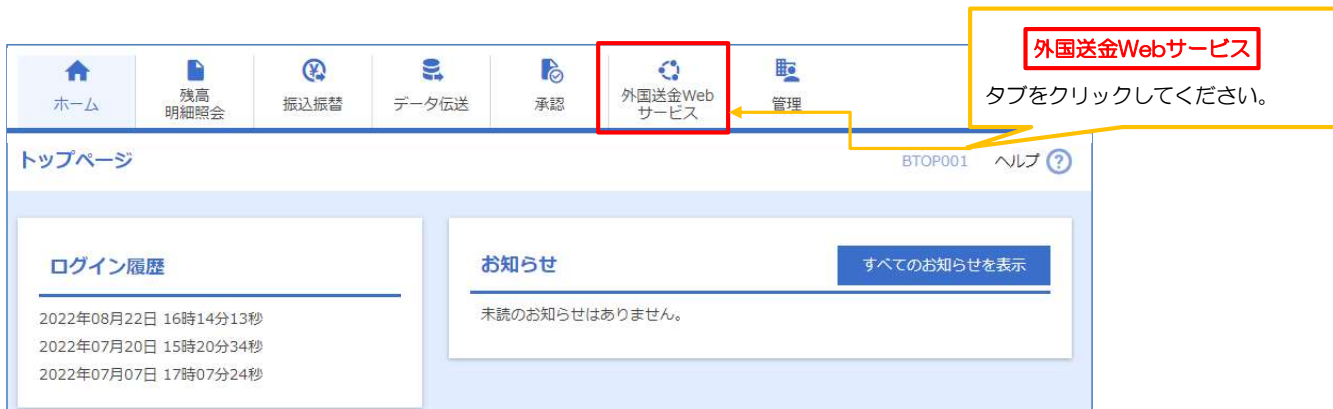 外国送金Webサービス
タブをクリックしてください。
ホーム
残高
明細照会
振込振替
データ伝送
承認
外国送金Web
サービス
管理
トップページ
BTOP001 ヘルプ ?
ログイン履歴
2022年08月22日 16時14分13秒
2022年07月20日 15時20分34秒
2022年07月07日 17時07分24秒
お知らせ
すべてのお知らせを表示
未読のお知らせはありません。